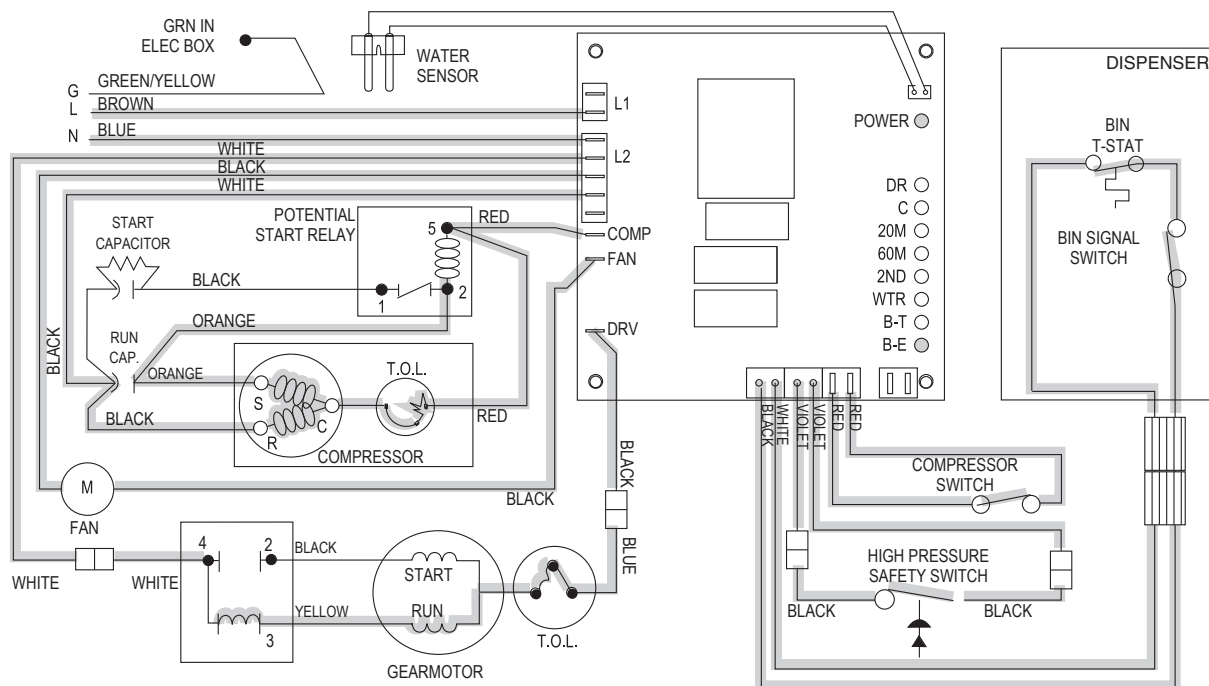 GRN IN
ELEC BOX
WATER
SENSOR
DISPENSER
G
GREEN/YELLOW
L
BROWN
N
BLUE
WHITE
BLACK
WHITE
L1
L2
POWER
BIN
T-STAT
BIN SIGNAL
SWITCH
DR
C
20M
60M
2ND
WTR
B-T
B-E
POTENTIAL
START RELAY
5
RED
COMP
FAN
DRV
START
CAPACITOR
BLACK
1
2
ORANGE
BLACK
RUN
CAP.
ORANGE
BLACK
S
R
C
T.O.L.
RED
COMPRESSOR
BLACK
WHITE
VIOLET
VIOLET
RED
RED
COMPRESSOR
SWITCH
HIGH PRESSURE
SAFETY SWITCH
BLACK
BLACK
M
FAN
BLACK
BLACK
BLUE
WHITE
WHITE
4
2
3
BLACK
YELLOW
START
RUN
GEARMOTOR
T.O.L.